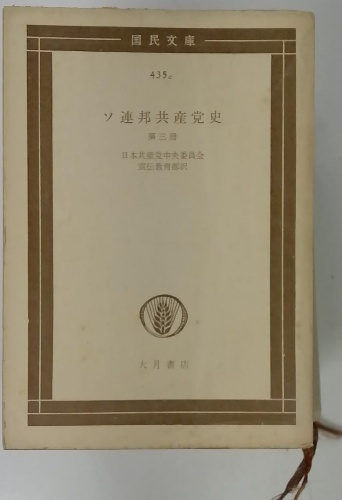 国民文庫
435c
ソ連邦共産党史
第三冊
日本共産党中央委員会
宣伝教育部訳
大月書店